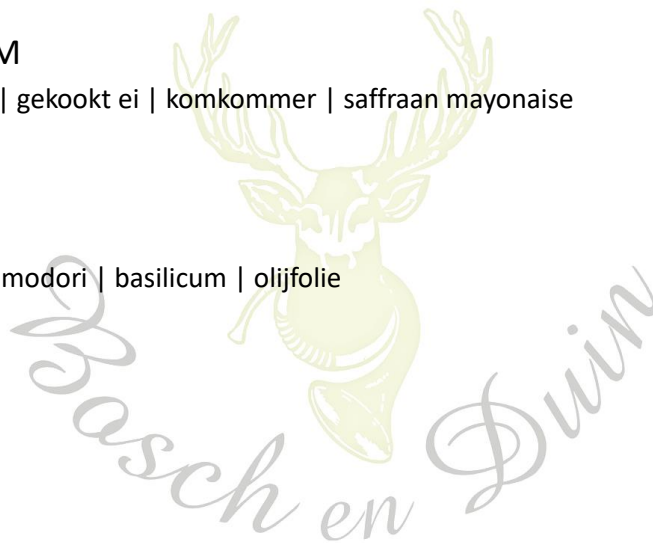 M
| gekookt ei | komkommer | saffraan mayonaise
modori | basilicum | olijfolie
Bosch en Duin